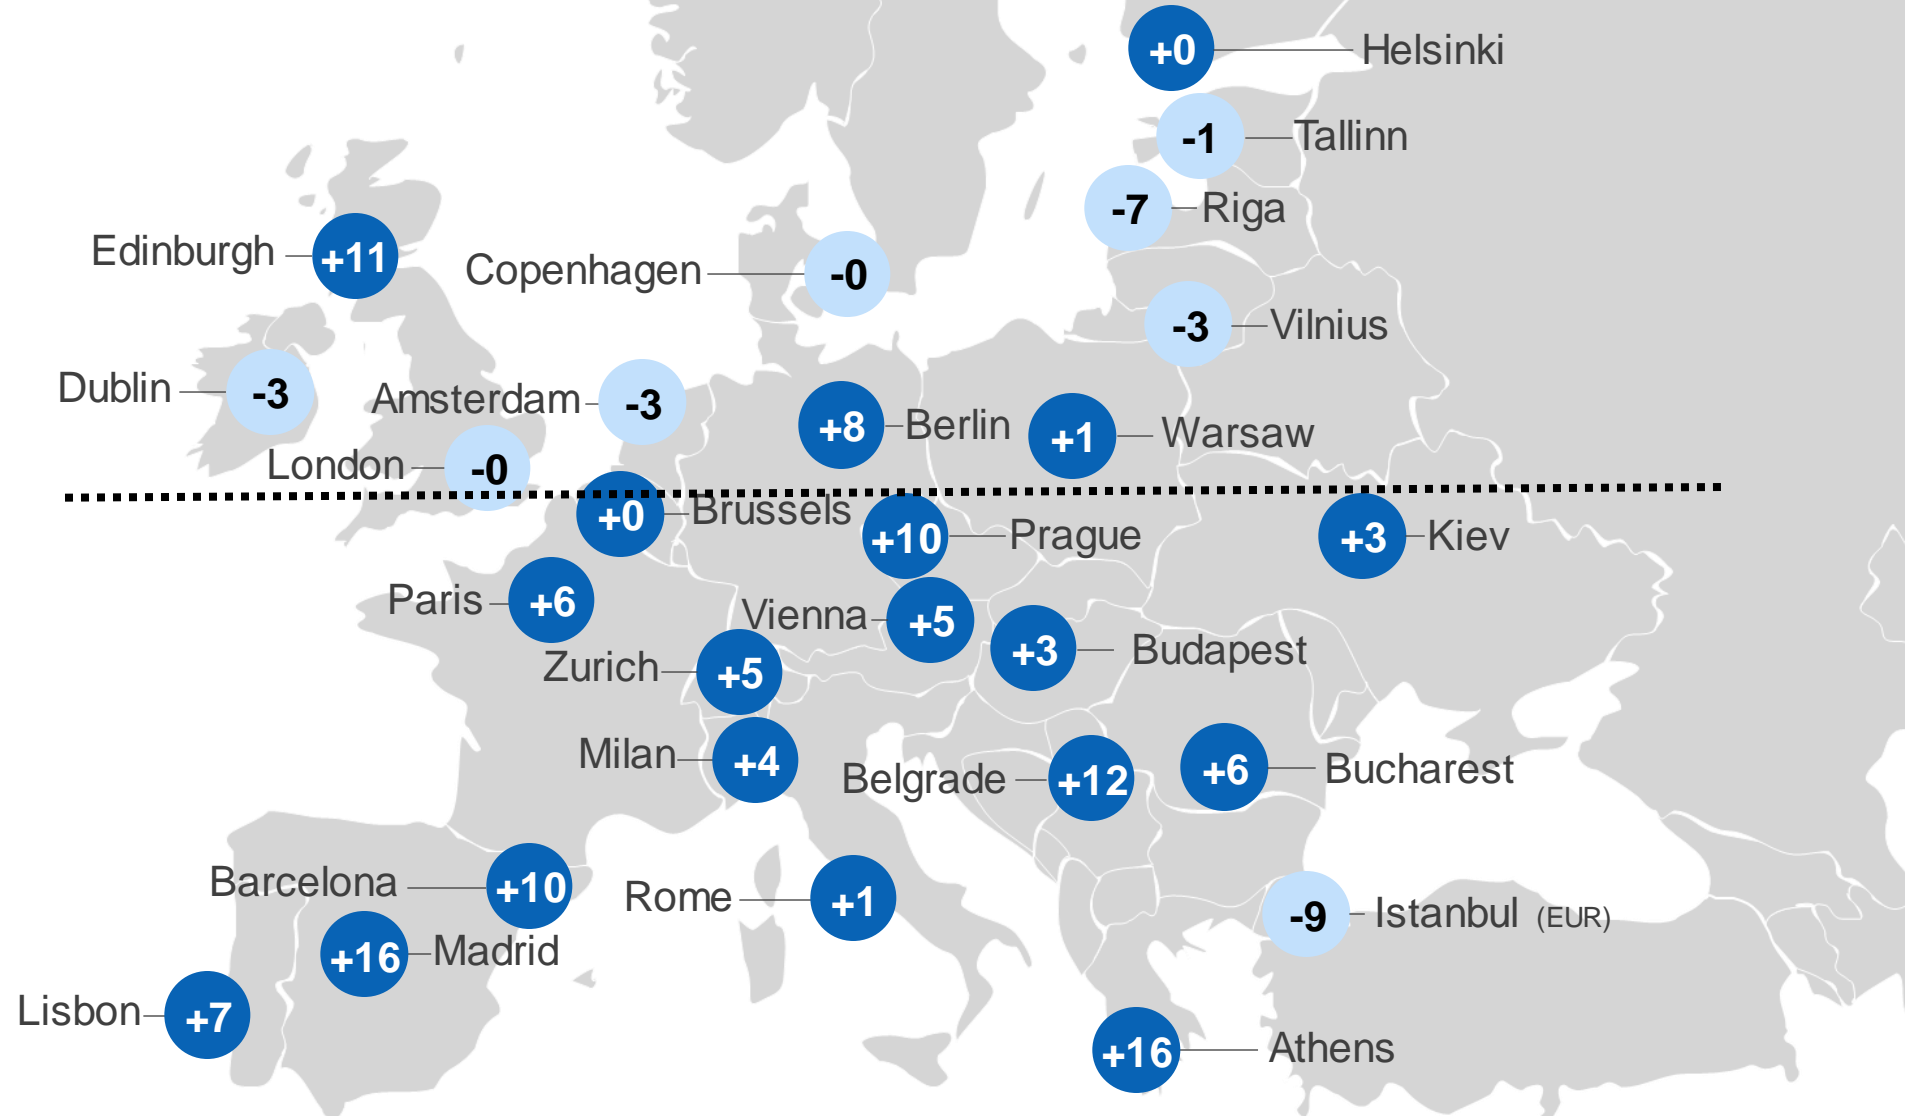 +0 Helsinki
-1 Tallinn
-7 Riga
Edinburgh +11
Copenhagen -0
-3 Vilnius
Dublin -3
Amsterdam -3
+8 Berlin
+1 Warsaw
London -0
+0 Brussels
+10 Prague
+3 Kiev
Paris +6
Vienna +5
+3 Budapest
Zurich +5
Milan +4
Belgrade +12
+6 Bucharest
Barcelona +10
Rome +1
-9 Istanbul (EUR)
+16 Madrid
Lisbon +7
+16 Athens